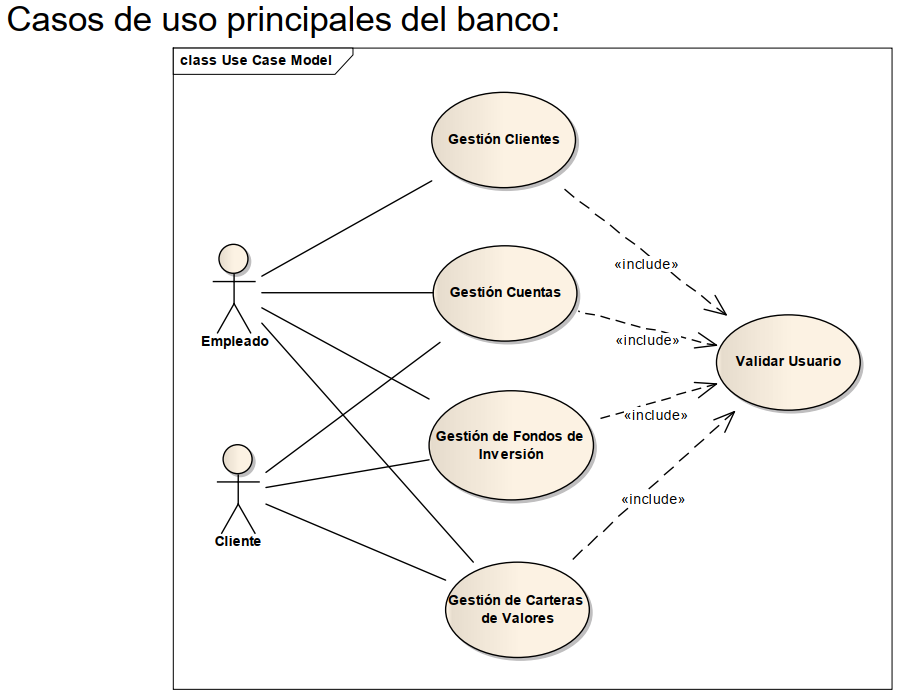 Casos de uso principales del banco:
class Use Case Model
Gestión Clientes
«include»
Empleado
Gestión Cuentas
«include»
Validar Usuario
Gestión de Fondos de
Inversión
«include»
Cliente
«include»
Gestión de Carteras
de Valores